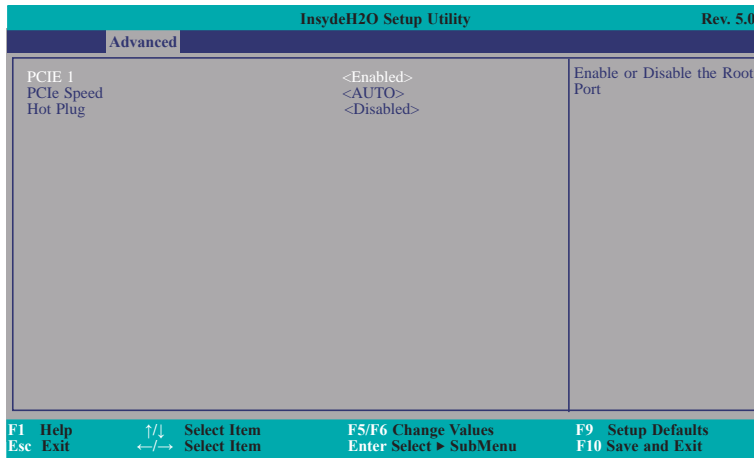 InsydeH2O Setup Utility Rev. 5.0
Advanced
PCIE 1 <Enabled>
PCIe Speed <AUTO>
Hot Plug <Disabled>
Enable or Disable the Root
Port
F1 Help ↑/↓ Select Item F5/F6 Change Values F9 Setup Defaults
Esc Exit ←/→ Select Item Enter Select ▶ SubMenu F10 Save and Exit